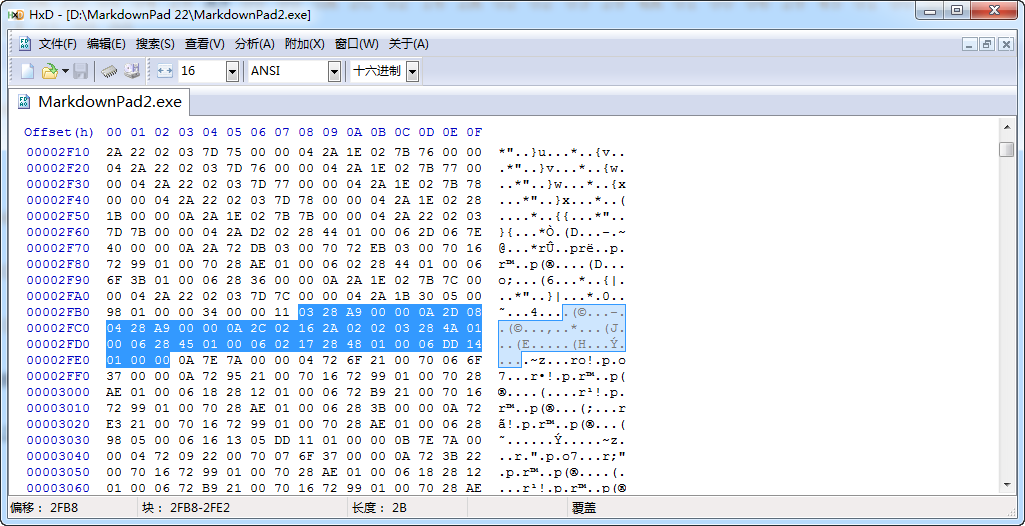 HxD - [D:\MarkdownPad 22\MarkdownPad2.exe]
文件(F) 编辑(E) 搜索(S) 查看(V) 分析(A) 附加(X) 窗口(W) 关于(A)
16 ANSI 十六进制
MarkdownPad2.exe
Offset(h) 00 01 02 03 04 05 06 07 08 09 0A 0B 0C 0D 0E 0F
00002F10 2A 22 02 03 7D 75 00 00 04 2A 1E 02 7B 76 00 00 *"..}u...*..{v..
00002F20 04 2A 22 02 03 7D 76 00 00 04 2A 1E 02 7B 77 00 .*"..}v...*..{w.
00002F30 00 04 2A 22 02 03 7D 77 00 00 04 2A 1E 02 7B 78 ..*"..}w...*..{x
00002F40 00 00 04 2A 22 02 03 7D 78 00 00 04 2A 1E 02 28 ...*"..}x...*..(
00002F50 1B 00 00 0A 2A 1E 02 7B 7B 00 00 04 2A 22 02 03 ....*..{{...*"..
00002F60 7D 7B 00 00 04 2A D2 02 28 44 01 00 06 2D 06 7E }{...*Ò.(D...-.~
00002F70 40 00 00 0A 2A 72 DB 03 00 70 72 EB 03 00 70 16 @...*rÛ..prë..p.
00002F80 72 99 01 00 70 28 AE 01 00 06 02 28 44 01 00 06 r™..p(®....(D...
00002F90 6F 3B 01 00 06 28 36 00 00 0A 2A 1E 02 7B 7C 00 o;...(6...*..{|.
00002FA0 00 04 2A 22 02 03 7D 7C 00 00 04 2A 1B 30 05 00 ..*"..}|...*.0..
00002FB0 98 01 00 00 34 00 00 11 03 28 A9 00 00 0A 2D 08 ˜...4....(©...-.
00002FC0 04 28 A9 00 00 0A 2C 02 16 2A 02 02 03 28 4A 01 .(©...,..*...(J.
00002FD0 00 06 28 45 01 00 06 02 17 28 48 01 00 06 DD 14 ..(E.....(H...Ý.
00002FE0 01 00 00 0A 7E 7A 00 00 04 72 6F 21 00 70 06 6F ....~z...ro!.p.o
00002FF0 37 00 00 0A 72 95 21 00 70 16 72 99 01 00 70 28 7...r•!.p.r™..p(
00003000 AE 01 00 06 18 28 12 01 00 06 72 B9 21 00 70 16 ®....(....r¹!.p.
00003010 72 99 01 00 70 28 AE 01 00 06 28 3B 00 00 0A 72 r™..p(®...(;...r
00003020 E3 21 00 70 16 72 99 01 00 70 28 AE 01 00 06 28 ã!.p.r™..p(®...(
00003030 98 05 00 06 16 13 05 DD 11 01 00 00 0B 7E 7A 00 ˜......Ý.....~z.
00003040 00 04 72 09 22 00 70 07 6F 37 00 00 0A 72 3B 22 ..r.".p.o7...r;"
00003050 00 70 16 72 99 01 00 70 28 AE 01 00 06 18 28 12 .p.r™..p(®....(.
00003060 01 00 06 72 B9 21 00 70 16 72 99 01 00 70 28 AE ...r¹!.p.r™..p(®
偏移： 2FB8 块： 2FB8-2FE2 长度： 2B 覆盖